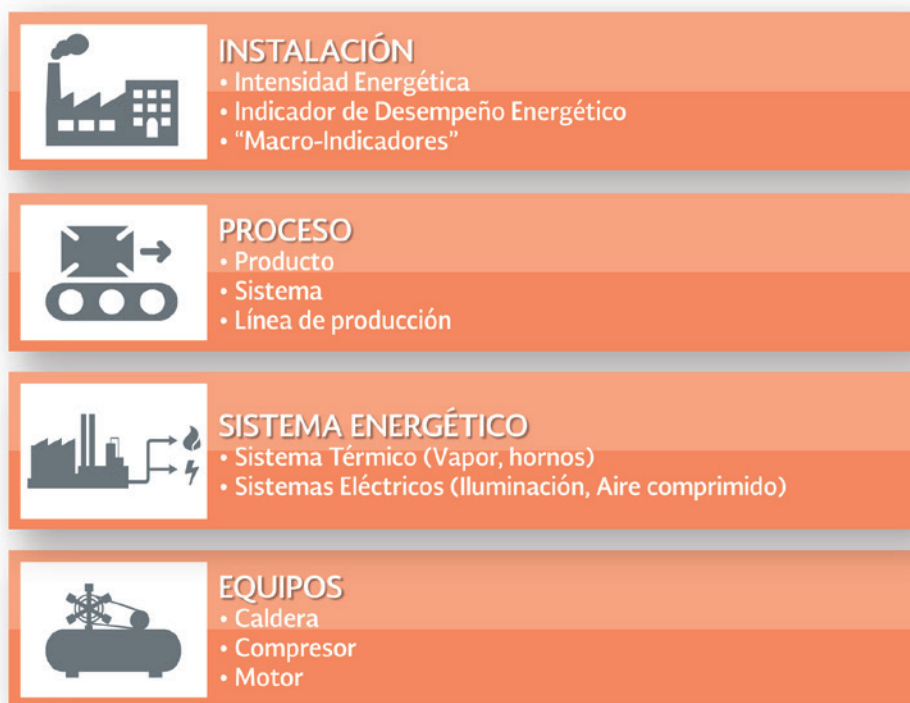 INSTALACIÓN
• Intensidad Energética
• Indicador de Desempeño Energético
• “Macro-Indicadores”
PROCESO
• Producto
• Sistema
• Línea de producción
SISTEMA ENERGÉTICO
• Sistema Térmico (Vapor, hornos)
• Sistemas Eléctricos (Iluminación, Aire comprimido)
EQUIPOS
• Caldera
• Compresor
• Motor